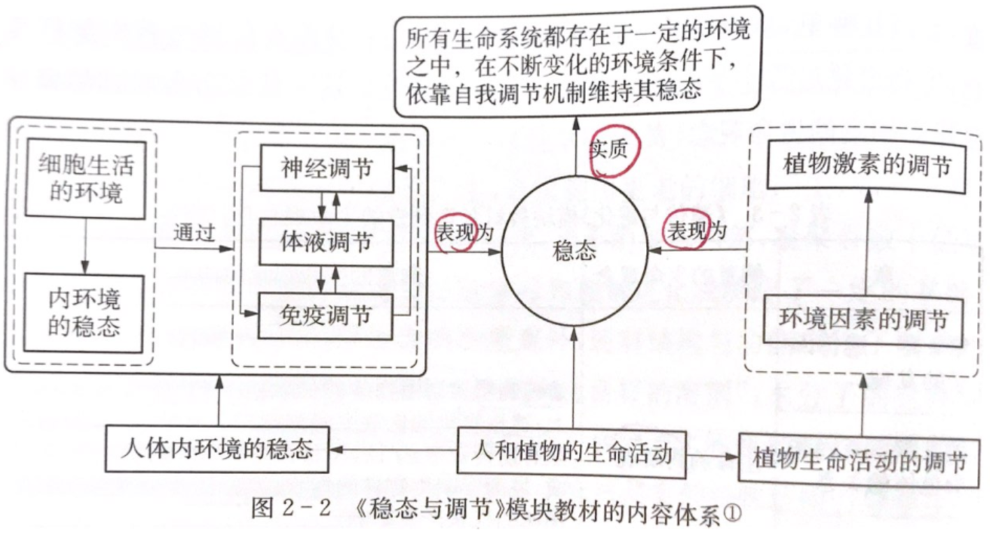 所有生命系统都存在于一定的环境
之中，在不断变化的环境条件下，
依靠自我调节机制维持其稳态
实质
细胞生活
的环境
内环境
的稳态
通过
神经调节
体液调节
免疫调节
表现为
稳态
表现为
植物激素的调节
环境因素的调节
人体内环境的稳态
人和植物的生命活动
植物生命活动的调节
图 2-2 《稳态与调节》模块教材的内容体系①